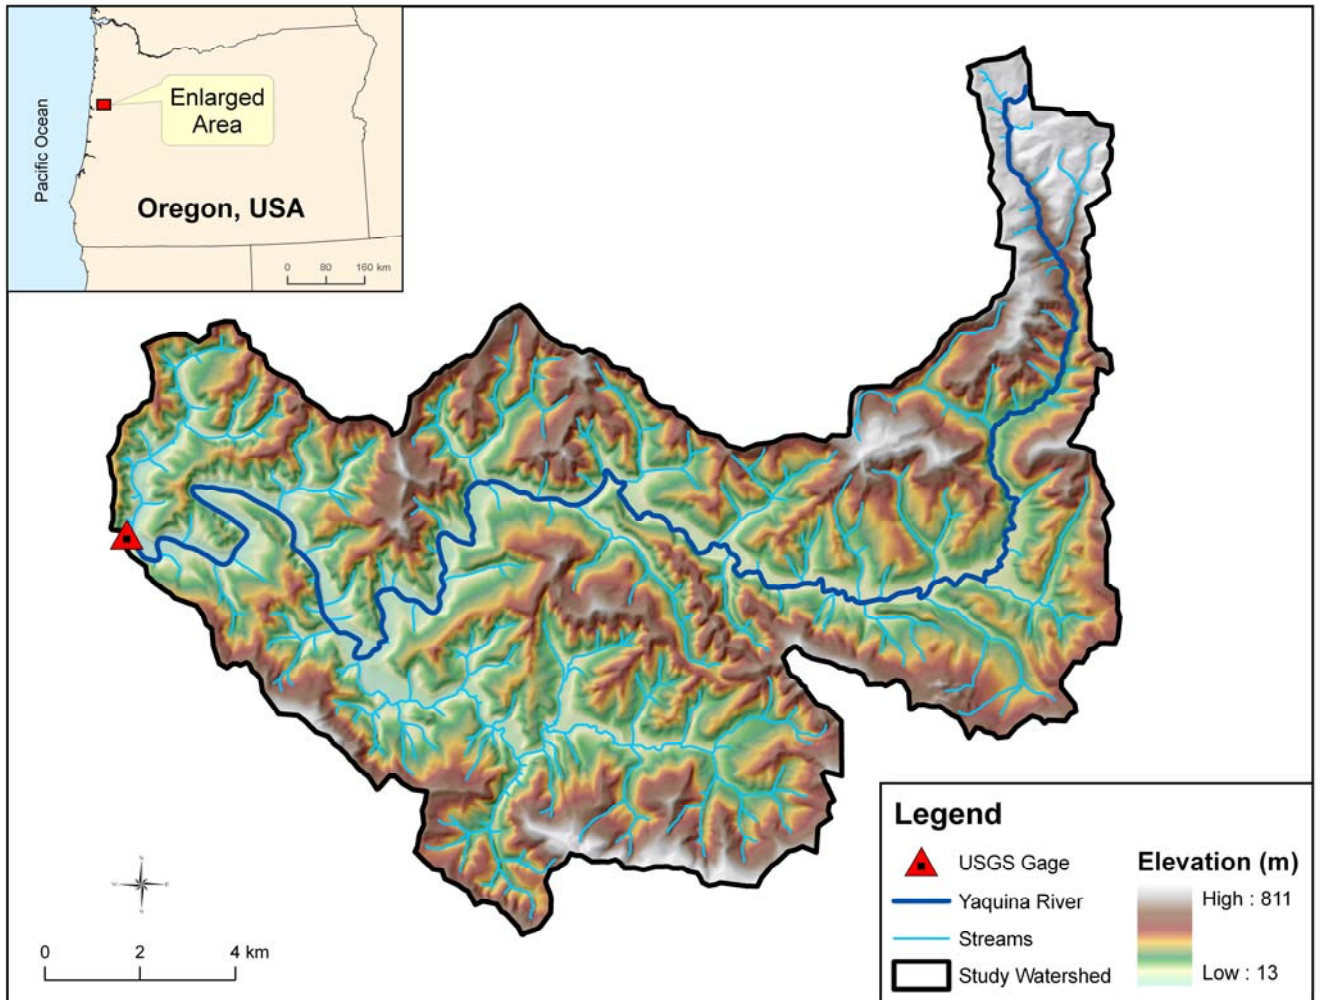 Pacific Ocean
Enlarged
Area
Oregon, USA
0 80 160 km
N
W E
S
0 2 4 km
Legend
USGS Gage
Yaquina River
Streams
Study Watershed
Elevation (m)
High : 811
Low : 13